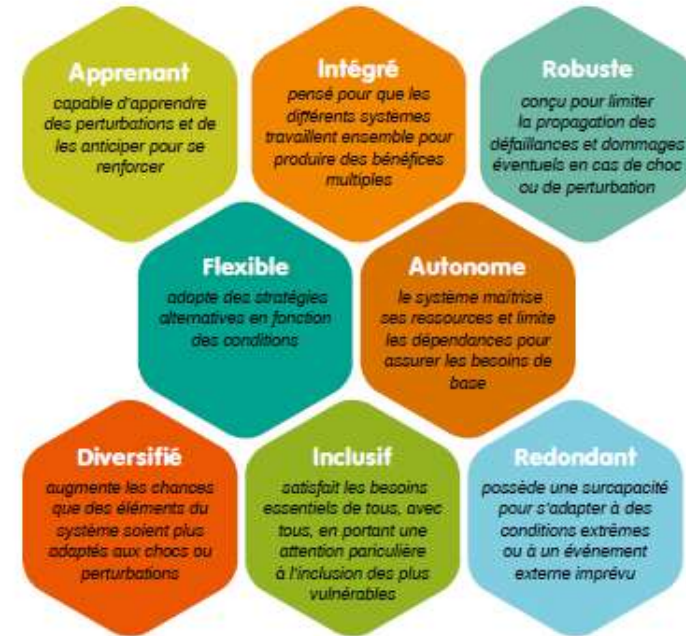 Apprenant
capable d'apprendre
des perturbations et de
les anticiper pour se
renforcer
Intégré
pensé pour que les
différents systèmes
travaillent ensemble pour
produire des bénéfices
multiples
Robuste
conçu pour limiter
la propagation des
défaillances et dommages
éventuels en cas de choc
ou de perturbation
Flexible
adopte des stratégies
alternatives en fonction
des conditions
Autonome
le système maîtrise
ses ressources et limite
les dépendances pour
assurer les besoins de
base
Diversifié
augmente les chances
que des éléments du
système soient plus
adaptés aux chocs ou
perturbations
Inclusif
satisfait les besoins
essentiels de tous, avec
tous, en portant une
attention pariculière
à l'inclusion des plus
vulnérables
Redondant
possède une surcapacité
pour s'adapter à des
conditions extrêmes
ou à un événement
externe imprévu